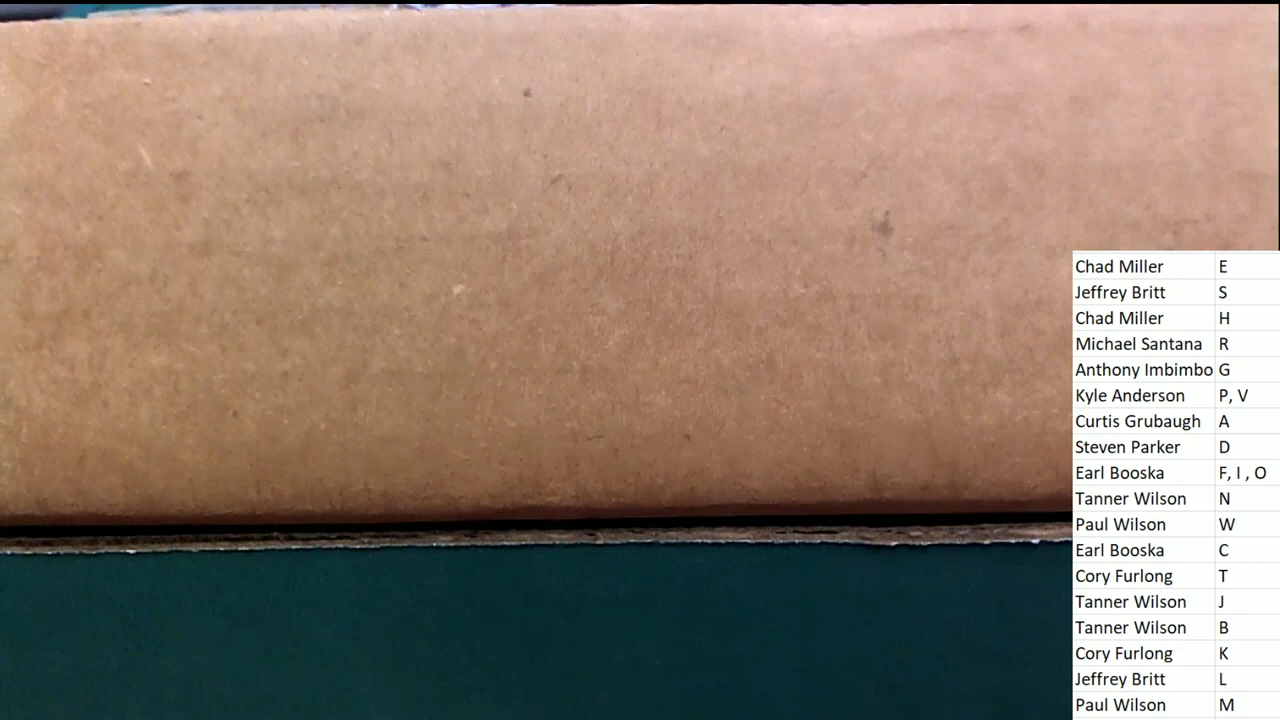 Chad Miller E
Jeffrey Britt S
Chad Miller H
Michael Santana R
Anthony Imbimbo G
Kyle Anderson P, V
Curtis Grubaugh A
Steven Parker D
Earl Booska F, I , O
Tanner Wilson N
Paul Wilson W
Earl Booska C
Cory Furlong T
Tanner Wilson J
Tanner Wilson B
Cory Furlong K
Jeffrey Britt L
Paul Wilson M